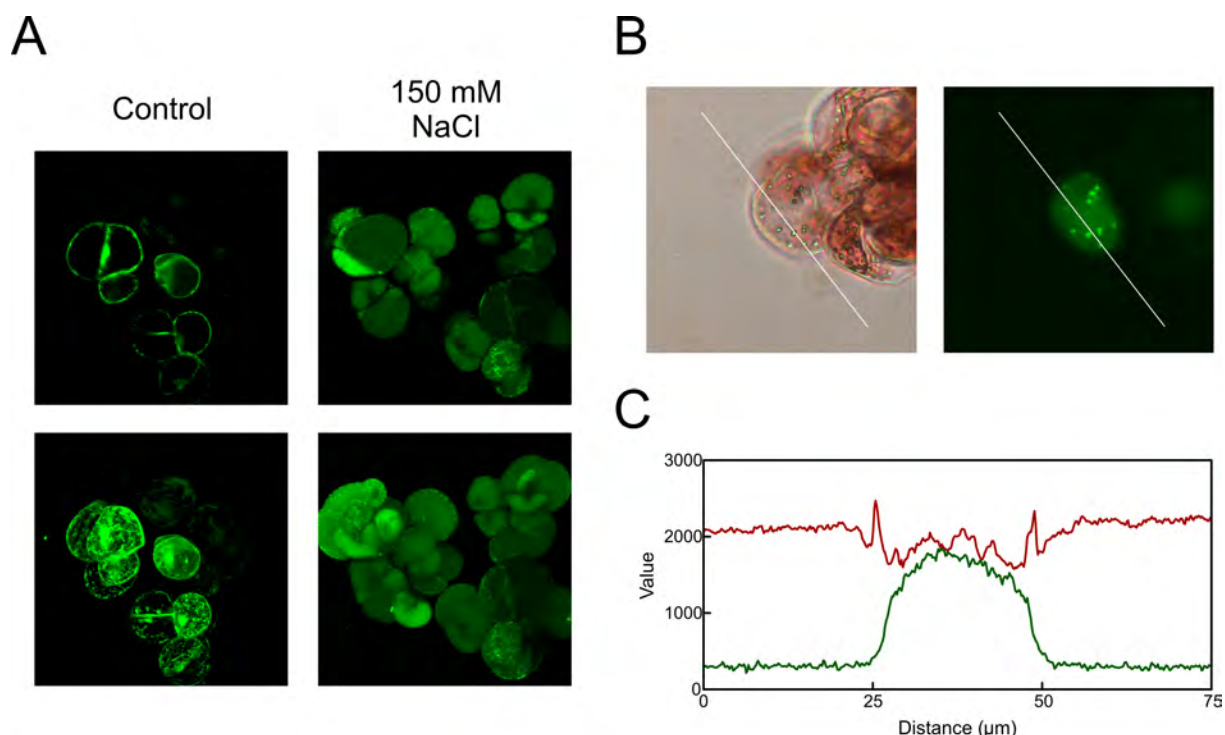 A
Control
150 mM
NaCl
B
C
3000
2000
1000
0
Value
0
25
50
75
Distance (µm)